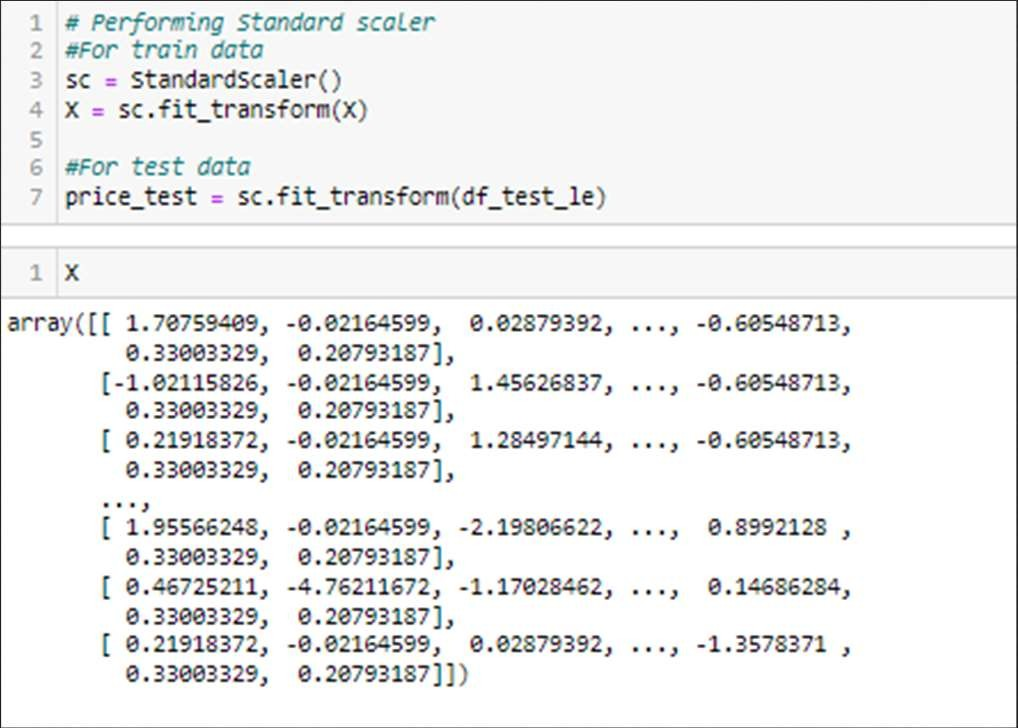 1 # Performing Standard scaler
2 #For train data
3 sc = StandardScaler()
4 X = sc.fit_transform(X)
5
6 #For test data
7 price_test = sc.fit_transform(df_test_le)
1 X
array([[ 1.70759409, -0.02164599,  0.02879392, ..., -0.60548713,
         0.33003329,  0.20793187],
       [-1.02115826, -0.02164599,  1.45626837, ..., -0.60548713,
         0.33003329,  0.20793187],
       [ 0.21918372, -0.02164599,  1.28497144, ..., -0.60548713,
         0.33003329,  0.20793187],
       ...,
       [ 1.95566248, -0.02164599, -2.19806622, ...,  0.8992128 ,
         0.33003329,  0.20793187],
       [ 0.46725211, -4.76211672, -1.17028462, ...,  0.14686284,
         0.33003329,  0.20793187],
       [ 0.21918372, -0.02164599,  0.02879392, ..., -1.3578371 ,
         0.33003329,  0.20793187]])